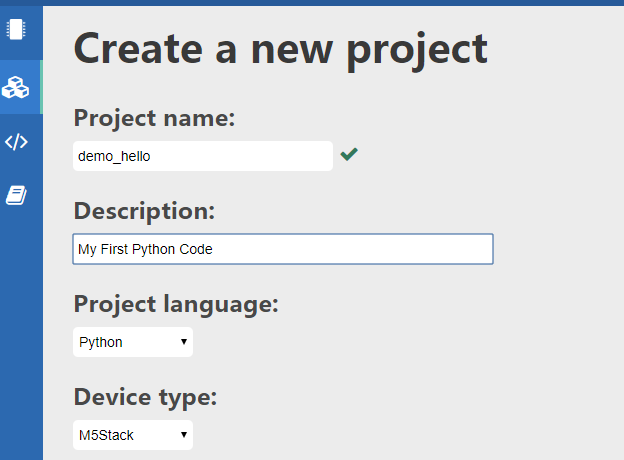 Create a new project
Project name:
demo_hello
Description:
My First Python Code
Project language:
Python
Device type:
M5Stack